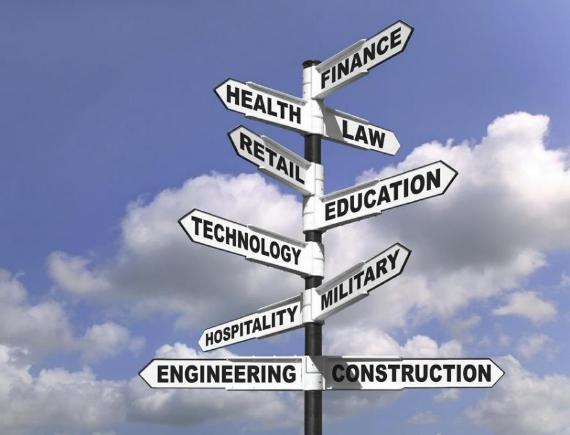 FINANCE
HEALTH
LAW
RETAIL
EDUCATION
TECHNOLOGY
MILITARY
HOSPITALITY
ENGINEERING
CONSTRUCTION